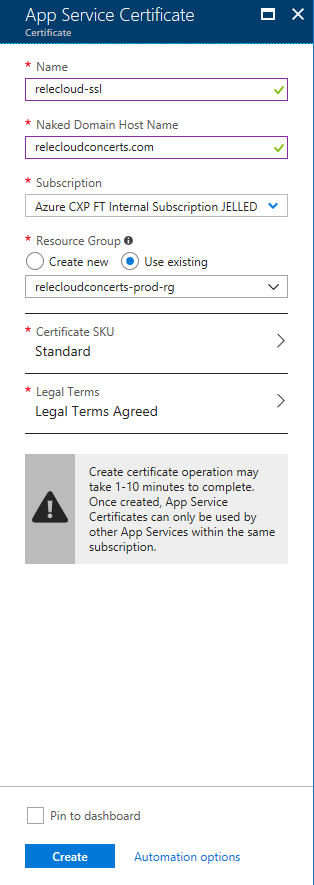 App Service Certificate
Certificate
* Name
relecloud-ssl
* Naked Domain Host Name
relecloudconcerts.com
* Subscription
Azure CXP FT Internal Subscription JELLED
* Resource Group
Create new Use existing
relecloudconcerts-prod-rg
* Certificate SKU
Standard
* Legal Terms
Legal Terms Agreed
Create certificate operation may
take 1-10 minutes to complete.
Once created, App Service
Certificates can only be used by
other App Services within the same
subscription.
Pin to dashboard
Create Automation options